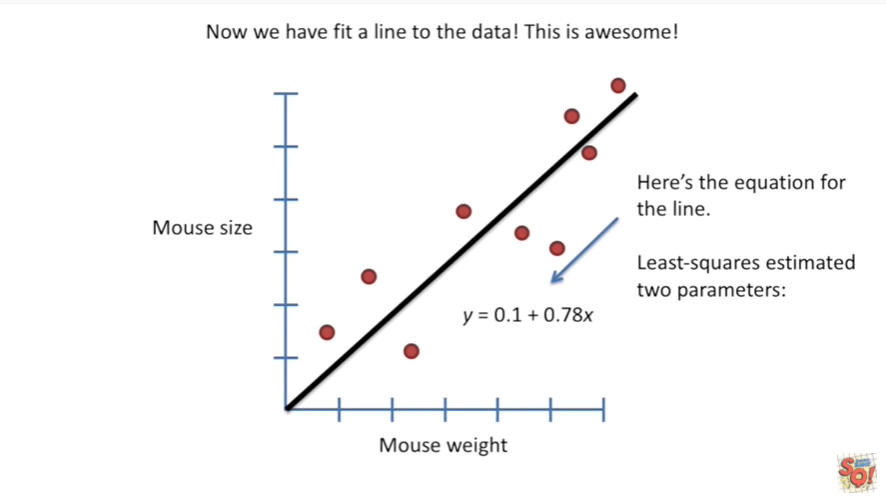 Now we have fit a line to the data! This is awesome!
Mouse size
Here’s the equation for
the line.
Least-squares estimated
two parameters:
y = 0.1 + 0.78x
Mouse weight
SQ!